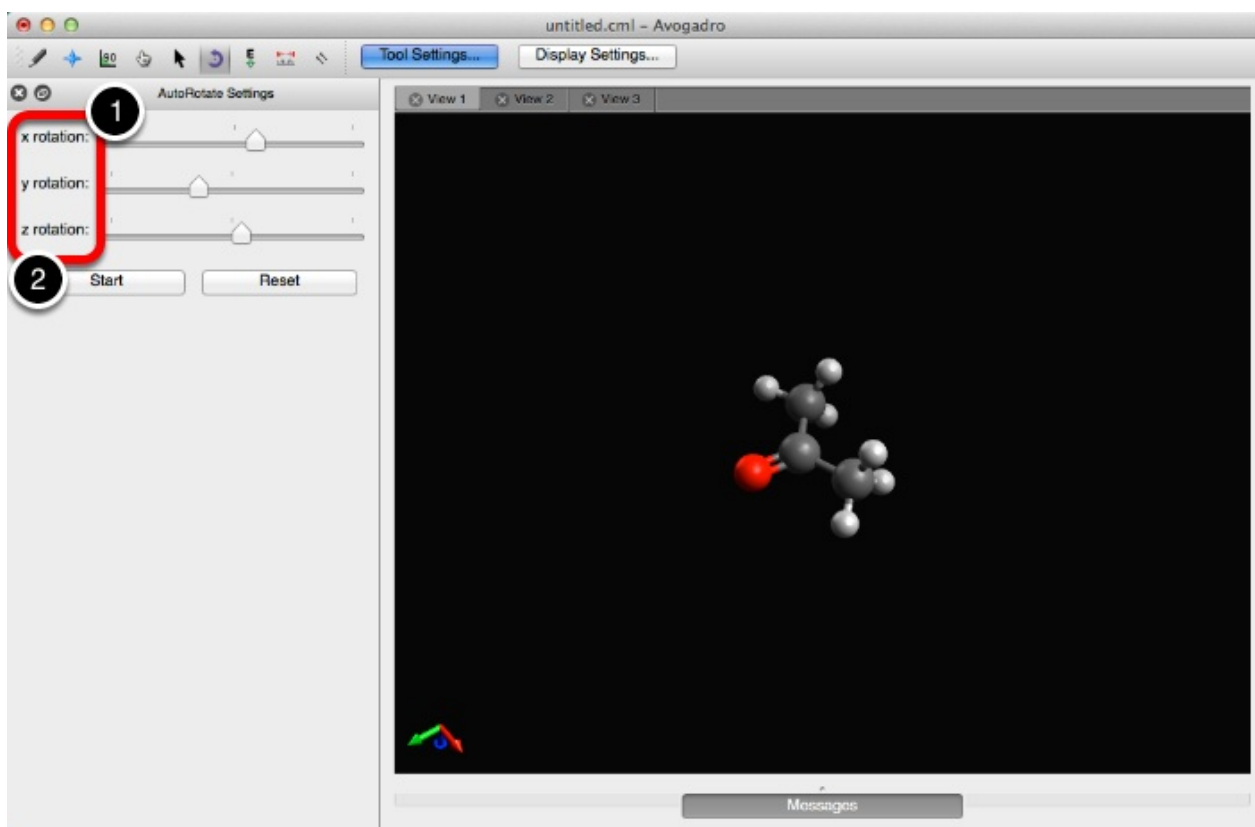 untitled.cml – Avogadro
90 E Tool Settings... Display Settings...
AutoRotate Settings
View 1 View 2 View 3
1
x rotation:
y rotation:
z rotation:
2 Start Reset
Messages